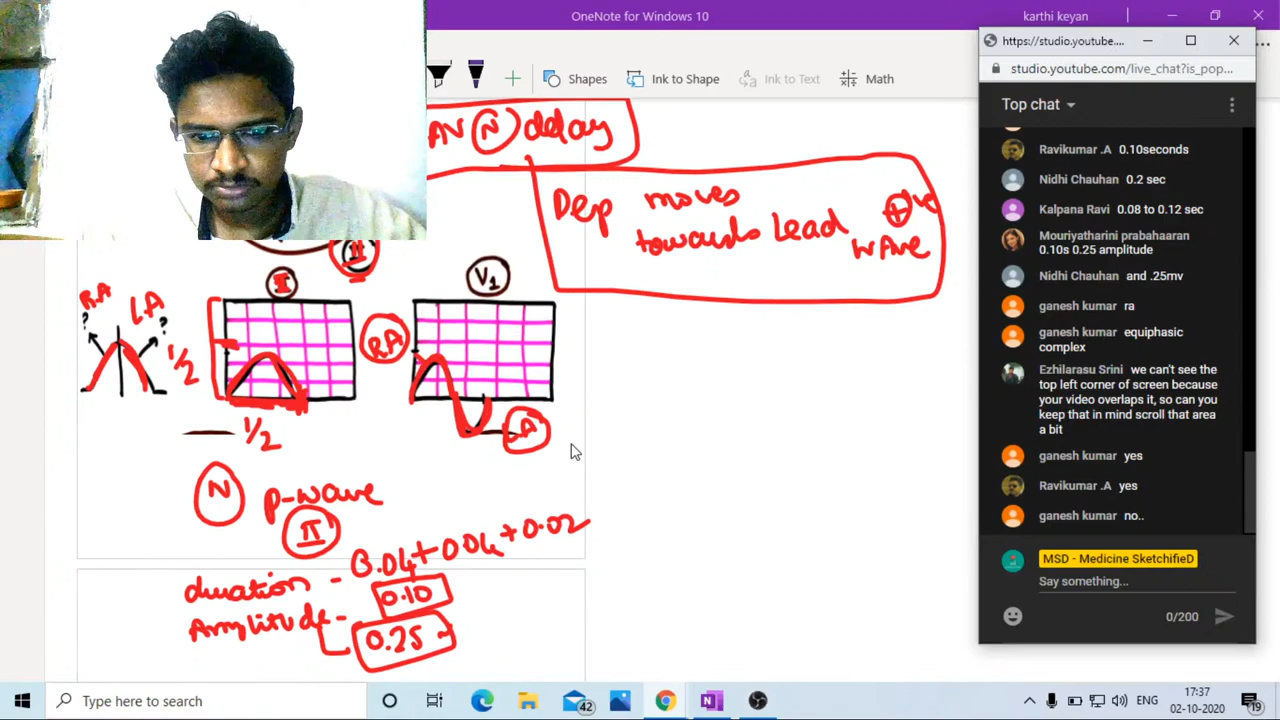 OneNote for Windows 10
karthi keyan
Shapes
Ink to Shape
Ink to Text
Math
AV N delay
Dep moves
towards Lead
⊕ve
wAve
II
I
V1
R.A
L.A
?
?
1/2
RA
LA
1/2
N
P-wave
II
duration - 0.04+0.04+0.02
0.10
Amplitude -
0.25
https://studio.youtube....
studio.youtube.com/live_chat?is_pop...
Top chat
Ravikumar .A 0.10seconds
Nidhi Chauhan 0.2 sec
Kalpana Ravi 0.08 to 0.12 sec
Mouriyatharini prabahaaran
0.10s 0.25 amplitude
Nidhi Chauhan and .25mv
ganesh kumar ra
ganesh kumar equiphasic
complex
Ezhilarasu Srini we can't see the
top left corner of screen because
your video overlaps it, so can you
keep that in mind scroll that area
a bit
ganesh kumar yes
Ravikumar .A yes
ganesh kumar no..
MSD - Medicine SketchifieD
Say something...
0/200
Type here to search
42
17:37
02-10-2020
19